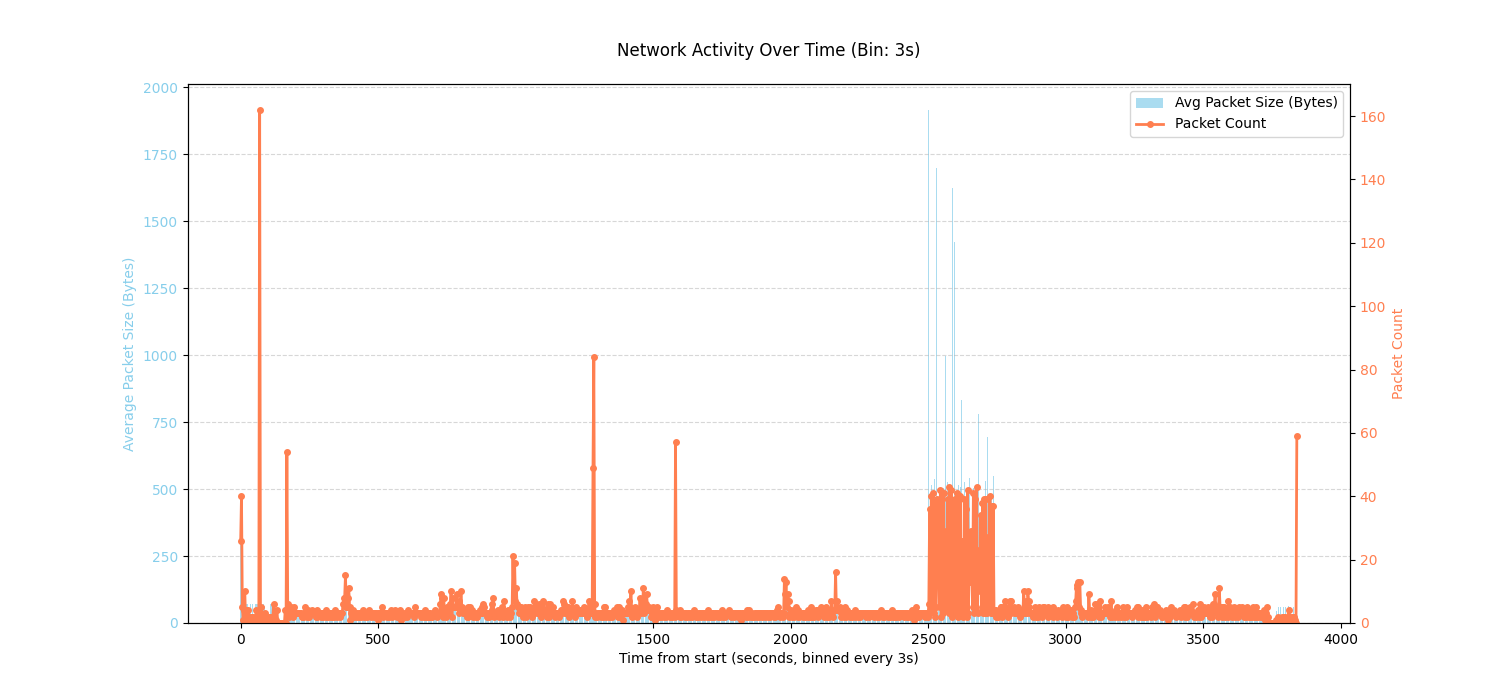 Network Activity Over Time (Bin: 3s)
Avg Packet Size (Bytes)
Packet Count
2000
1750
1500
1250
1000
750
500
250
0
Average Packet Size (Bytes)
160
140
120
100
80
60
40
20
0
Packet Count
0 500 1000 1500 2000 2500 3000 3500 4000
Time from start (seconds, binned every 3s)